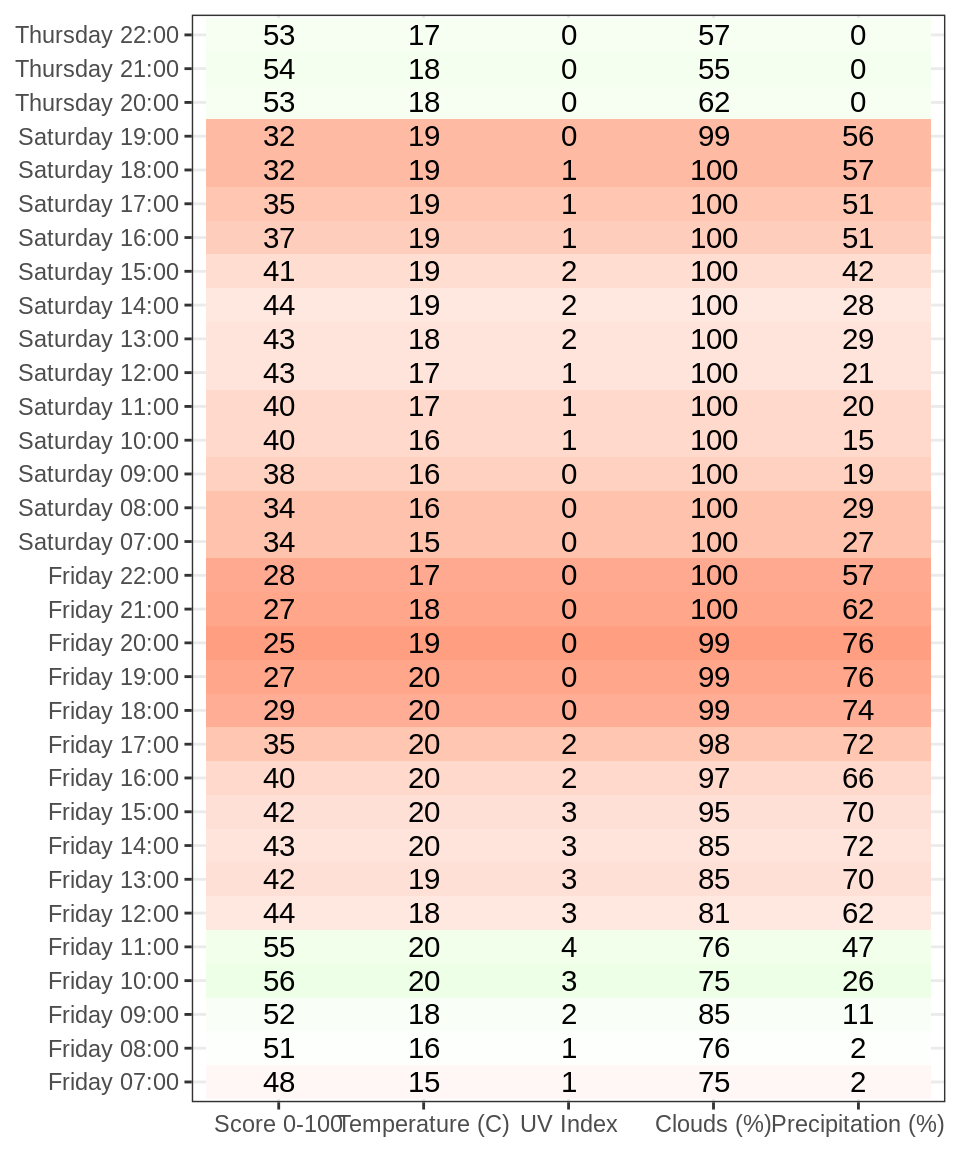 Thursday 22:00 53 17 0 57 0
Thursday 21:00 54 18 0 55 0
Thursday 20:00 53 18 0 62 0
Saturday 19:00 32 19 0 99 56
Saturday 18:00 32 19 1 100 57
Saturday 17:00 35 19 1 100 51
Saturday 16:00 37 19 1 100 51
Saturday 15:00 41 19 2 100 42
Saturday 14:00 44 19 2 100 28
Saturday 13:00 43 18 2 100 29
Saturday 12:00 43 17 1 100 21
Saturday 11:00 40 17 1 100 20
Saturday 10:00 40 16 1 100 15
Saturday 09:00 38 16 0 100 19
Saturday 08:00 34 16 0 100 29
Saturday 07:00 34 15 0 100 27
Friday 22:00 28 17 0 100 57
Friday 21:00 27 18 0 100 62
Friday 20:00 25 19 0 99 76
Friday 19:00 27 20 0 99 76
Friday 18:00 29 20 0 99 74
Friday 17:00 35 20 2 98 72
Friday 16:00 40 20 2 97 66
Friday 15:00 42 20 3 95 70
Friday 14:00 43 20 3 85 72
Friday 13:00 42 19 3 85 70
Friday 12:00 44 18 3 81 62
Friday 11:00 55 20 4 76 47
Friday 10:00 56 20 3 75 26
Friday 09:00 52 18 2 85 11
Friday 08:00 51 16 1 76 2
Friday 07:00 48 15 1 75 2
Score 0-100 Temperature (C) UV Index Clouds (%) Precipitation (%)